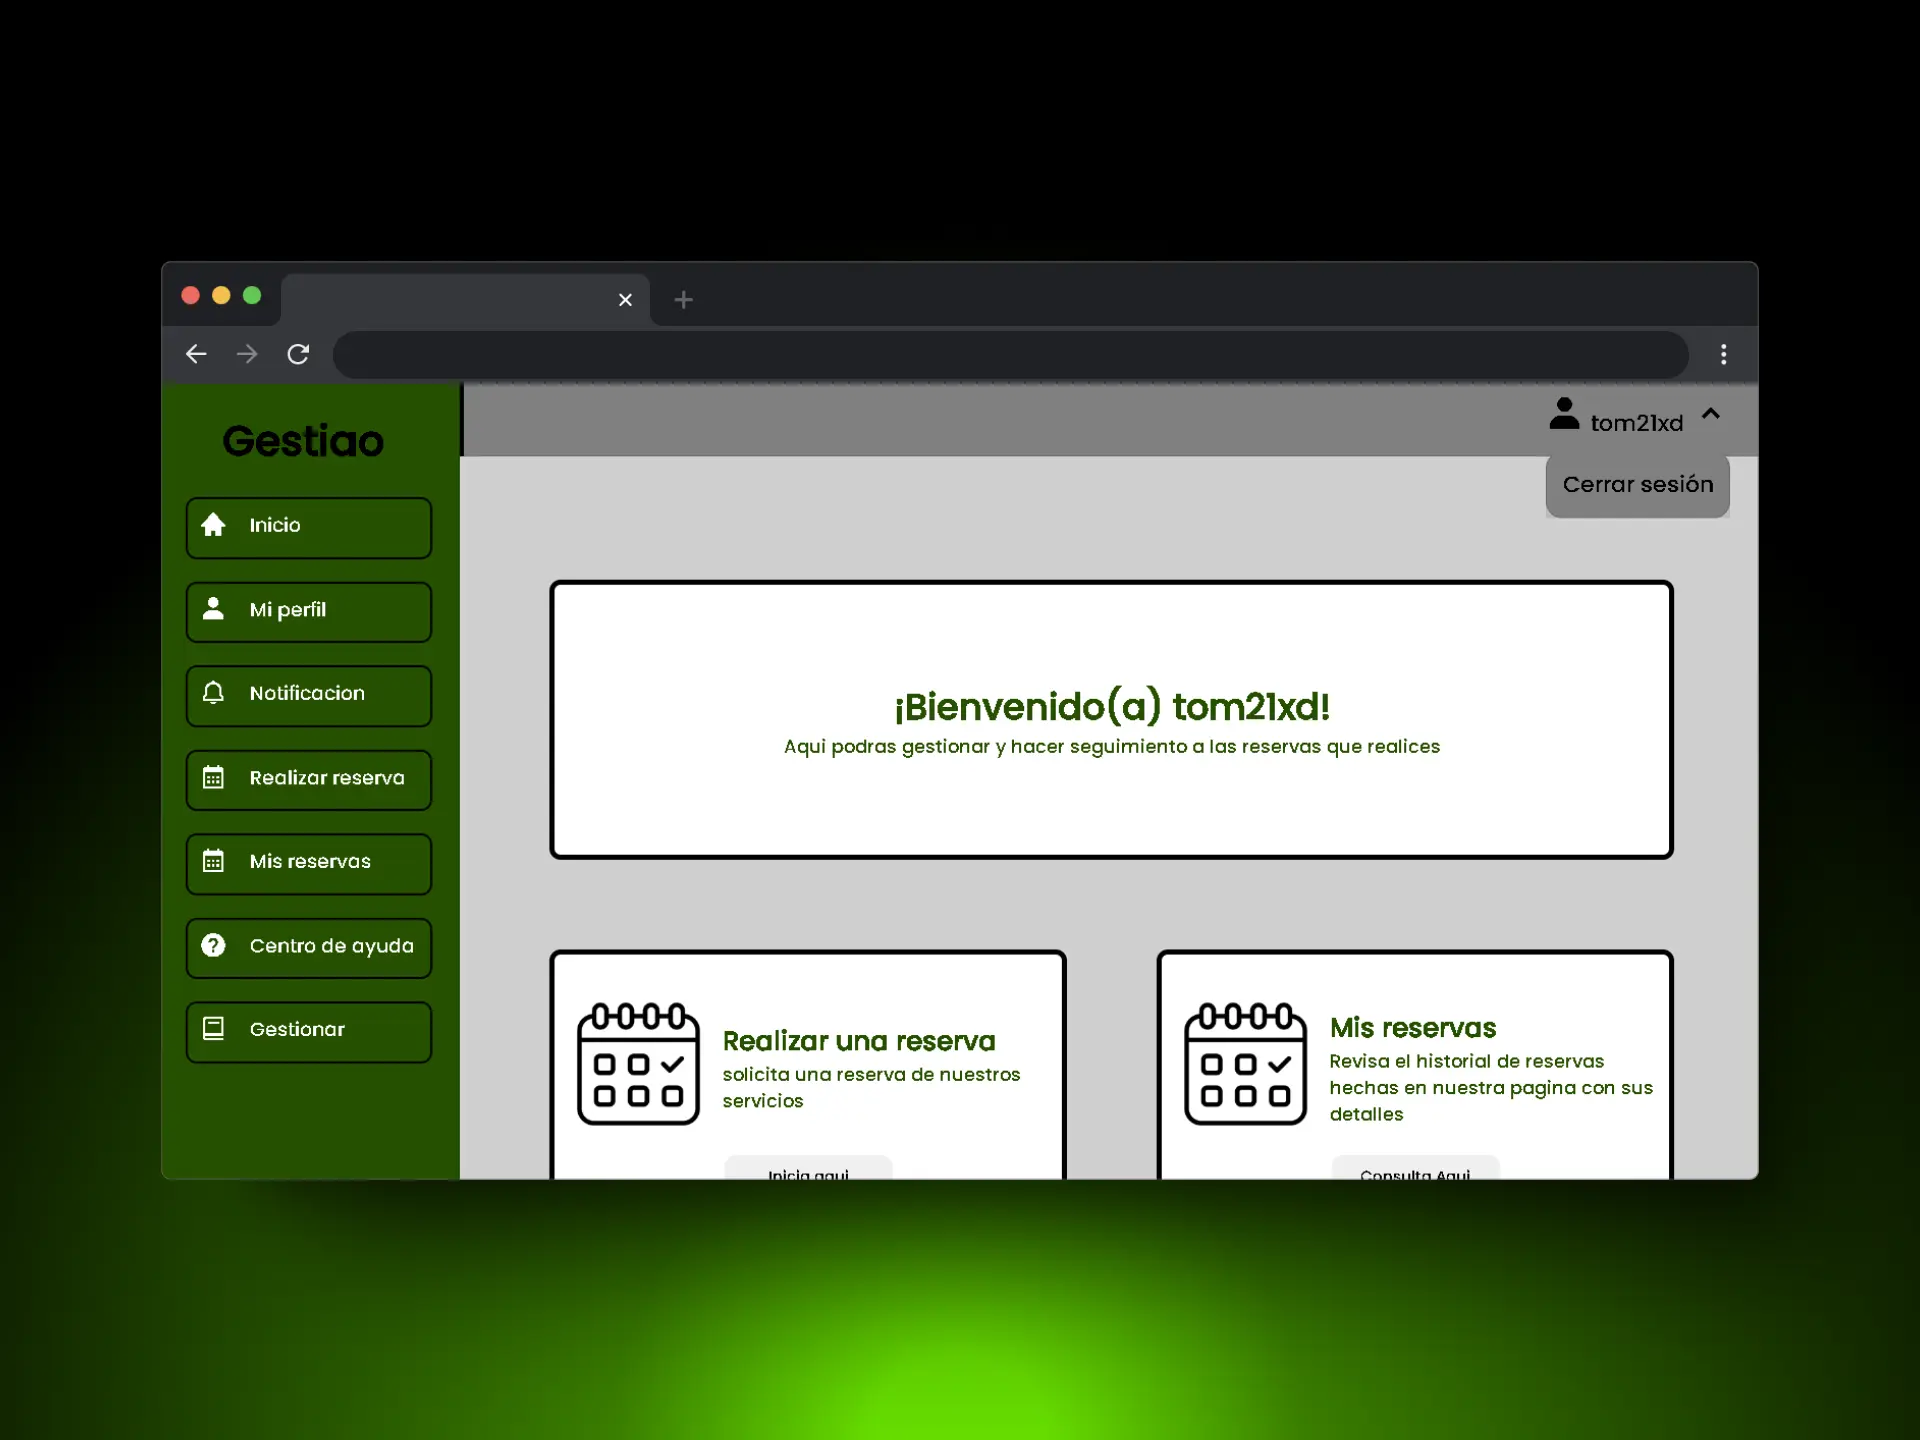 Gestiao
tom21xd
Cerrar sesión
Inicio
Mi perfil
Notificacion
Realizar reserva
Mis reservas
Centro de ayuda
Gestionar
¡Bienvenido(a) tom21xd!
Aqui podras gestionar y hacer seguimiento a las reservas que realices
Realizar una reserva
solicita una reserva de nuestros
servicios
Inicia aqui
Mis reservas
Revisa el historial de reservas
hechas en nuestra pagina con sus
detalles
Consulta Aqui